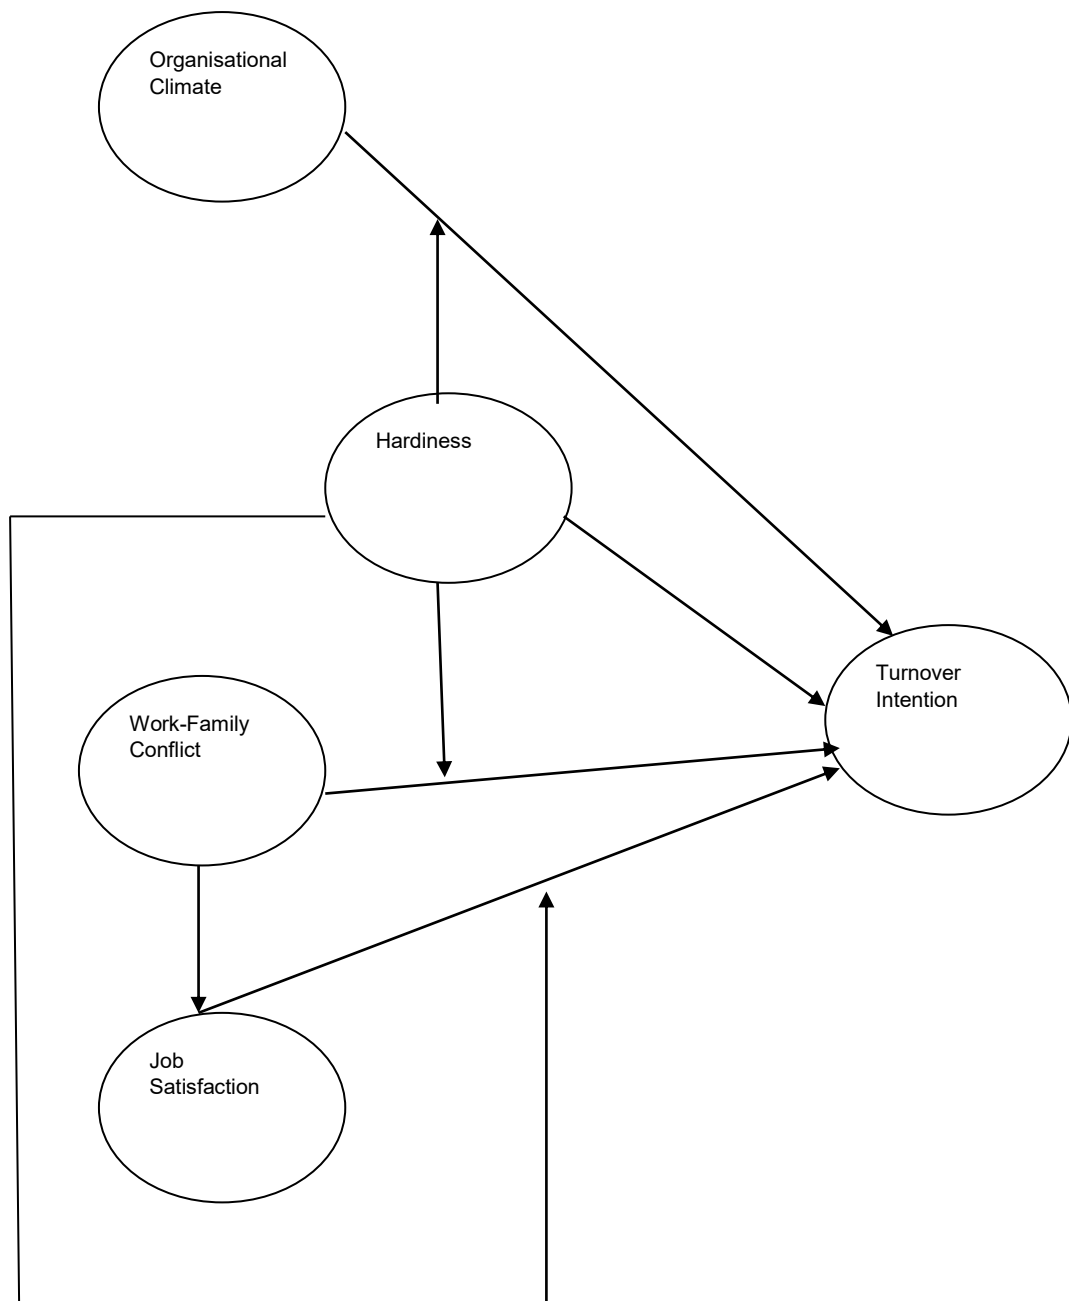 Organisational
Climate
Hardiness
Turnover
Intention
Work-Family
Conflict
Job
Satisfaction